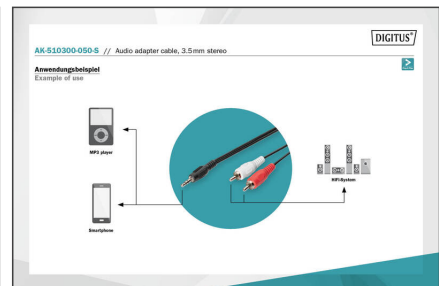 DIGITUS®
AK-510300-050-S // Audio adapter cable, 3.5mm stereo
Anwendungsbeispiel
Example of use
MP3 player
Smartphone
HiFi-System